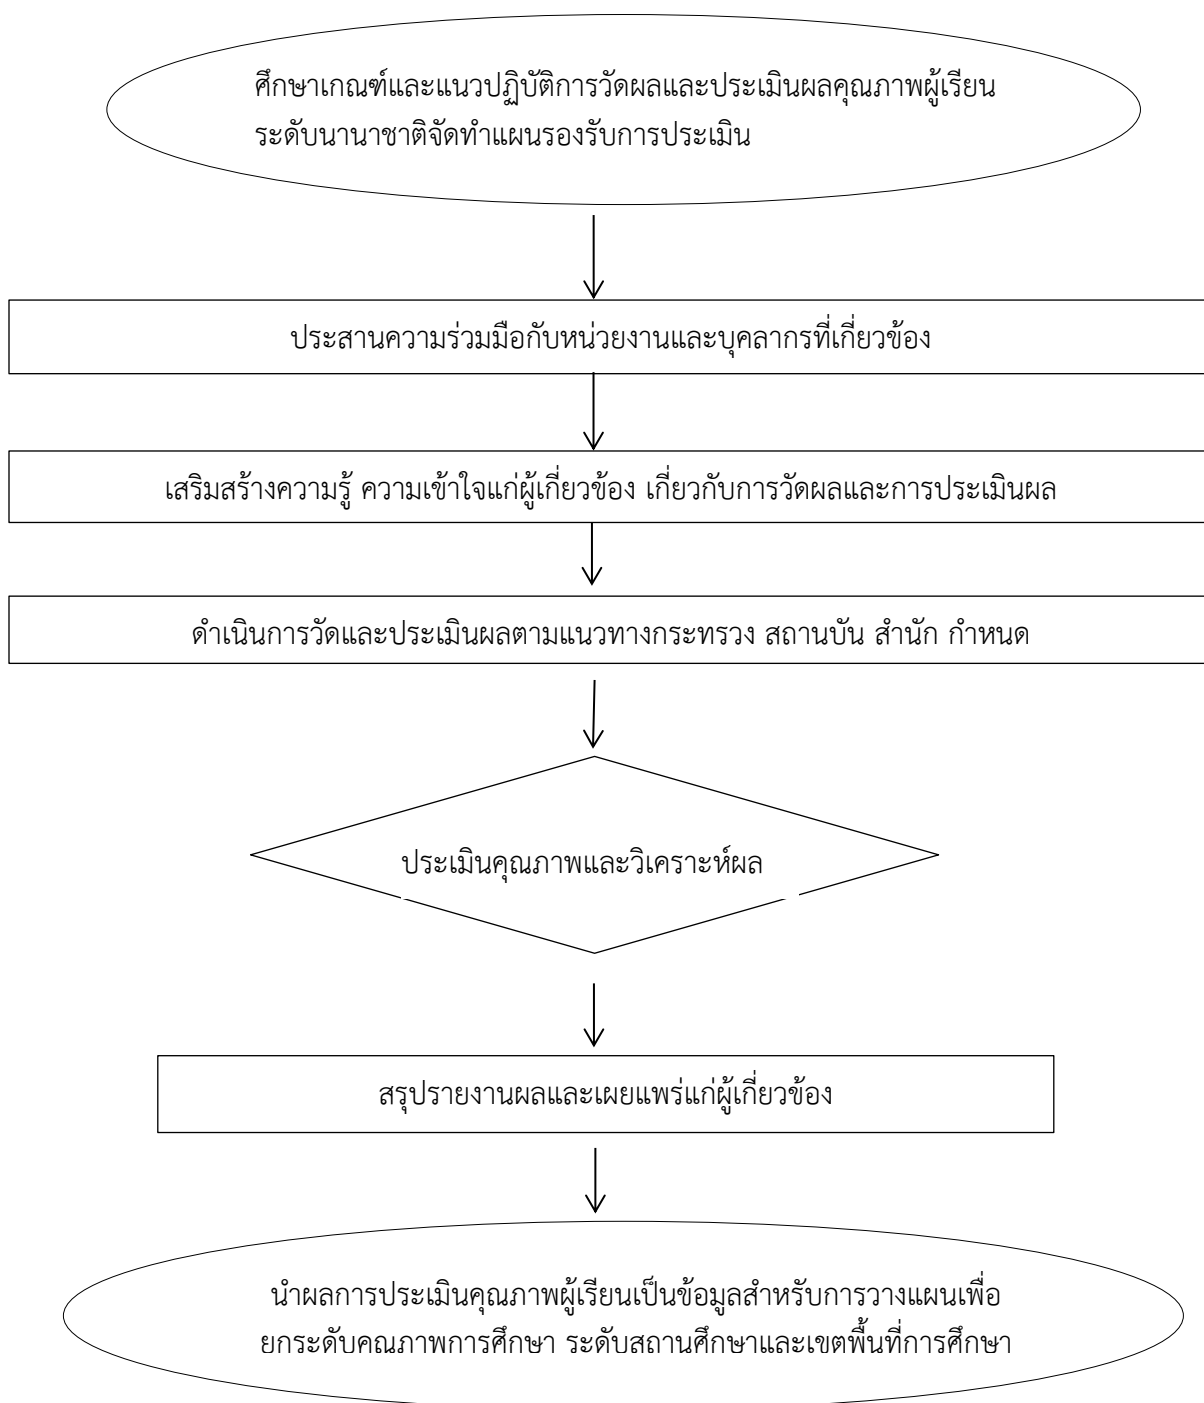 ศึกษาเกณฑ์และแนวปฏิบัติการวัดผลและประเมินผลคุณภาพผู้เรียน
ระดับนานาชาติจัดทำแผนรองรับการประเมิน
ประสานความร่วมมือกับหน่วยงานและบุคลากรที่เกี่ยวข้อง
เสริมสร้างความรู้ ความเข้าใจแก่ผู้เกี่ยวข้อง เกี่ยวกับการวัดผลและการประเมินผล
ดำเนินการวัดและประเมินผลตามแนวทางกระทรวง สถานบัน สำนัก กำหนด
ประเมินคุณภาพและวิเคราะห์ผล
สรุปรายงานผลและเผยแพร่แก่ผู้เกี่ยวข้อง
นำผลการประเมินคุณภาพผู้เรียนเป็นข้อมูลสำหรับการวางแผนเพื่อ
ยกระดับคุณภาพการศึกษา ระดับสถานศึกษาและเขตพื้นที่การศึกษา